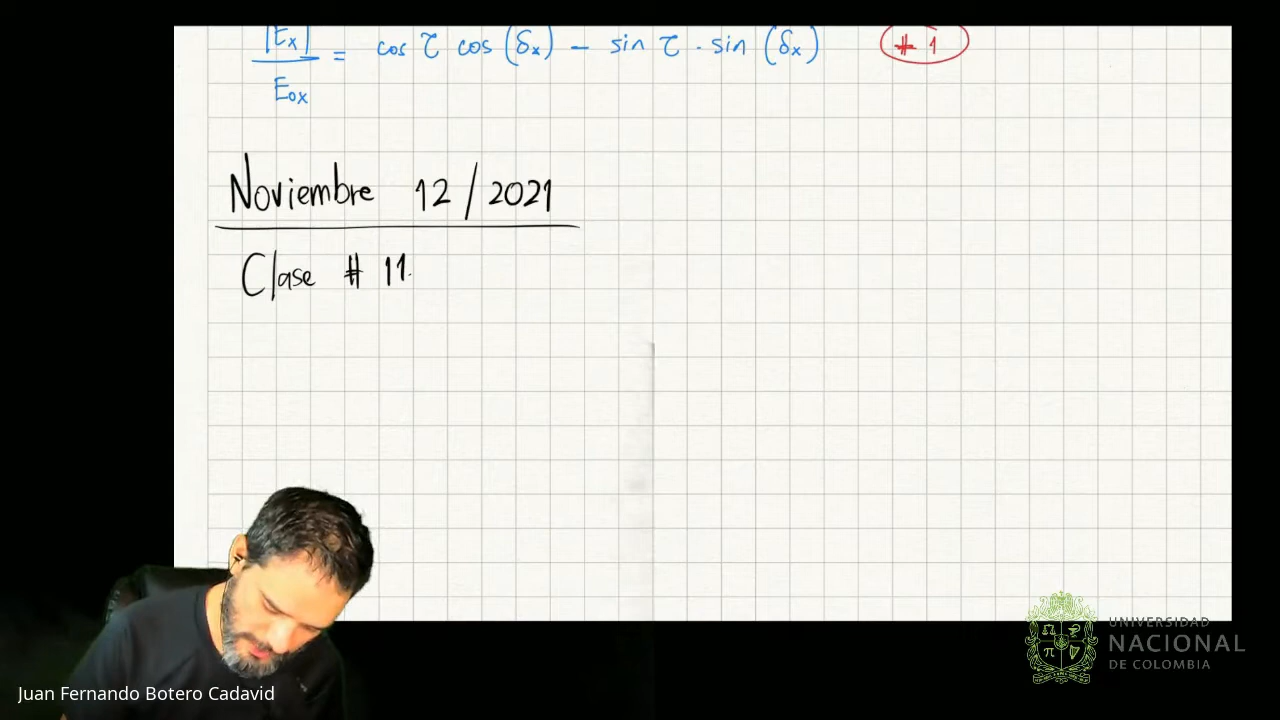 |Ex| / E0x = cos τ cos (δx) − sin τ · sin (δx) #1
Noviembre 12 / 2021
Clase # 11.
UNIVERSIDAD
NACIONAL
DE COLOMBIA
Juan Fernando Botero Cadavid